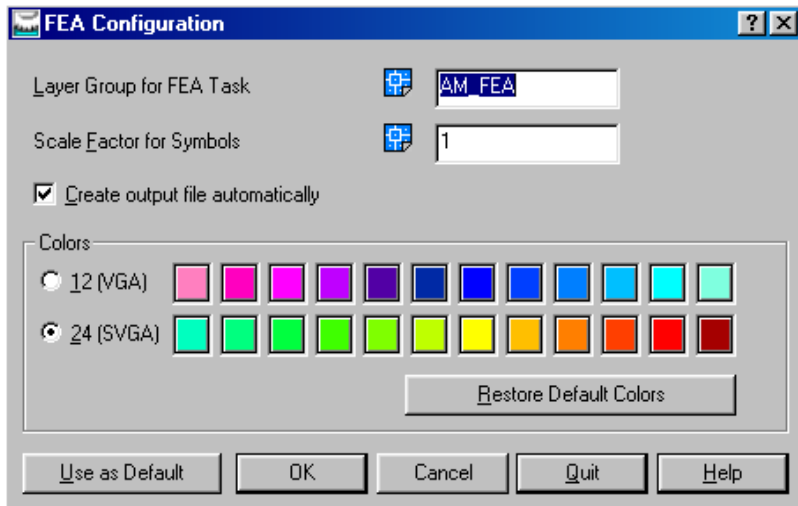 FEA Configuration
Layer Group for FEA Task
AM_FEA
Scale Factor for Symbols
1
Create output file automatically
Colors
12 (VGA)
24 (SVGA)
Restore Default Colors
Use as Default
OK
Cancel
Quit
Help